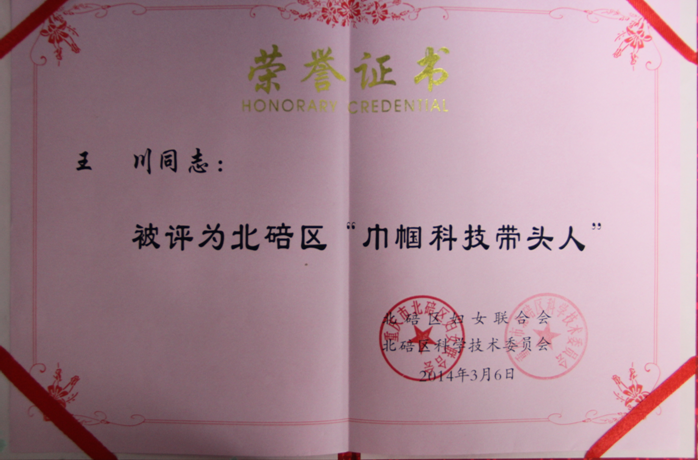 荣誉证书
HONORARY CREDENTIAL
王 川同志：
被评为北碚区“巾帼科技带头人”
北碚区妇女联合会
北碚区科学技术委员会
2014年3月6日